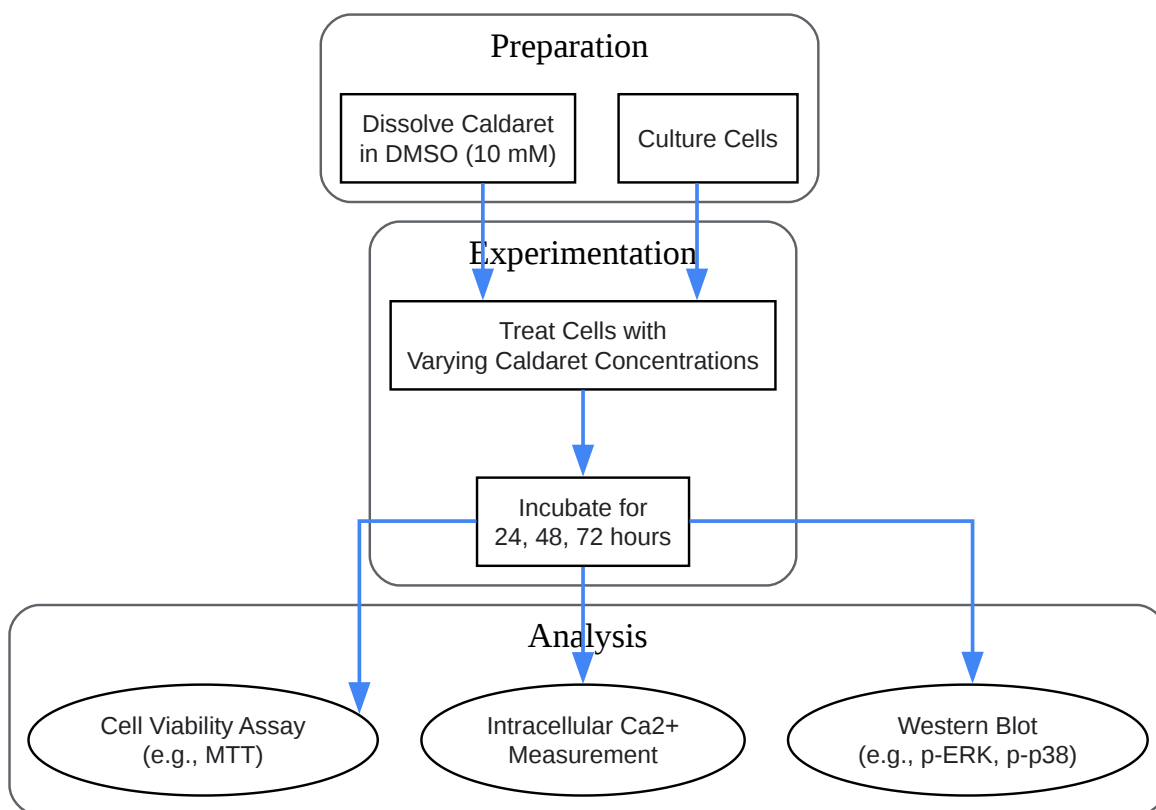 Preparation
Dissolve Caldaret
in DMSO (10 mM)
Culture Cells
Experimentation
Treat Cells with
Varying Caldaret Concentrations
Incubate for
24, 48, 72 hours
Analysis
Cell Viability Assay
(e.g., MTT)
Intracellular Ca2+
Measurement
Western Blot
(e.g., p-ERK, p-p38)